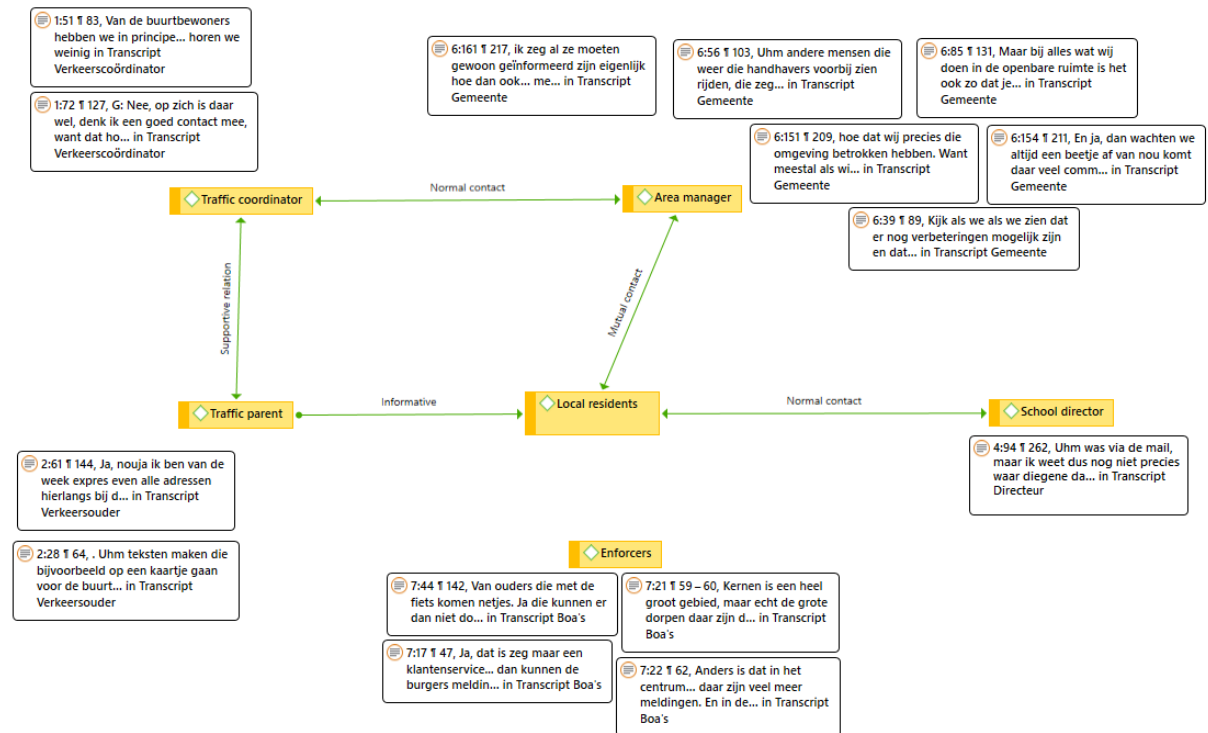 1:51 ¶ 83, Van de buurtbewoners
hebben we in principe... horen we
weinig in Transcript
Verkeerscoördinator
1:72 ¶ 127, G: Nee, op zich is daar
wel, denk ik een goed contact mee,
want dat ho... in Transcript
Verkeerscoördinator
6:161 ¶ 217, ik zeg al ze moeten
gewoon geïnformeerd zijn eigenlijk
hoe dan ook... me... in Transcript
Gemeente
6:56 ¶ 103, Uhm andere mensen die
weer die handhavers voorbij zien
rijden, die zeg... in Transcript
Gemeente
6:85 ¶ 131, Maar bij alles wat wij
doen in de openbare ruimte is het
ook zo dat je... in Transcript
Gemeente
6:151 ¶ 209, hoe dat wij precies die
omgeving betrokken hebben. Want
meestal als wi... in Transcript
Gemeente
6:154 ¶ 211, En ja, dan wachten we
altijd een beetje af van nou komt
daar veel comm... in Transcript
Gemeente
6:39 ¶ 89, Kijk als we als we zien dat
er nog verbeteringen mogelijk zijn
en dat... in Transcript Gemeente
Traffic coordinator
Normal contact
Area manager
Supportive relation
Mutual contact
Traffic parent
Informative
Local residents
Normal contact
School director
2:61 ¶ 144, Ja, nouja ik ben van de
week expres even alle adressen
hierlangs bij d... in Transcript
Verkeersouder
2:28 ¶ 64, . Uhm teksten maken die
bijvoorbeeld op een kaartje gaan
voor de buurt... in Transcript
Verkeersouder
4:94 ¶ 262, Uhm was via de mail,
maar ik weet dus nog niet precies
waar diegene da... in Transcript
Directeur
Enforcers
7:44 ¶ 142, Van ouders die met de
fiets komen netjes. Ja die kunnen er
dan niet do... in Transcript Boa's
7:21 ¶ 59 – 60, Kernen is een heel
groot gebied, maar echt de grote
dorpen daar zijn d... in Transcript
Boa's
7:17 ¶ 47, Ja, dat is zeg maar een
klantenservice... dan kunnen de
burgers meldin... in Transcript Boa's
7:22 ¶ 62, Anders is dat in het
centrum... daar zijn veel meer
meldingen. En in de... in Transcript
Boa's